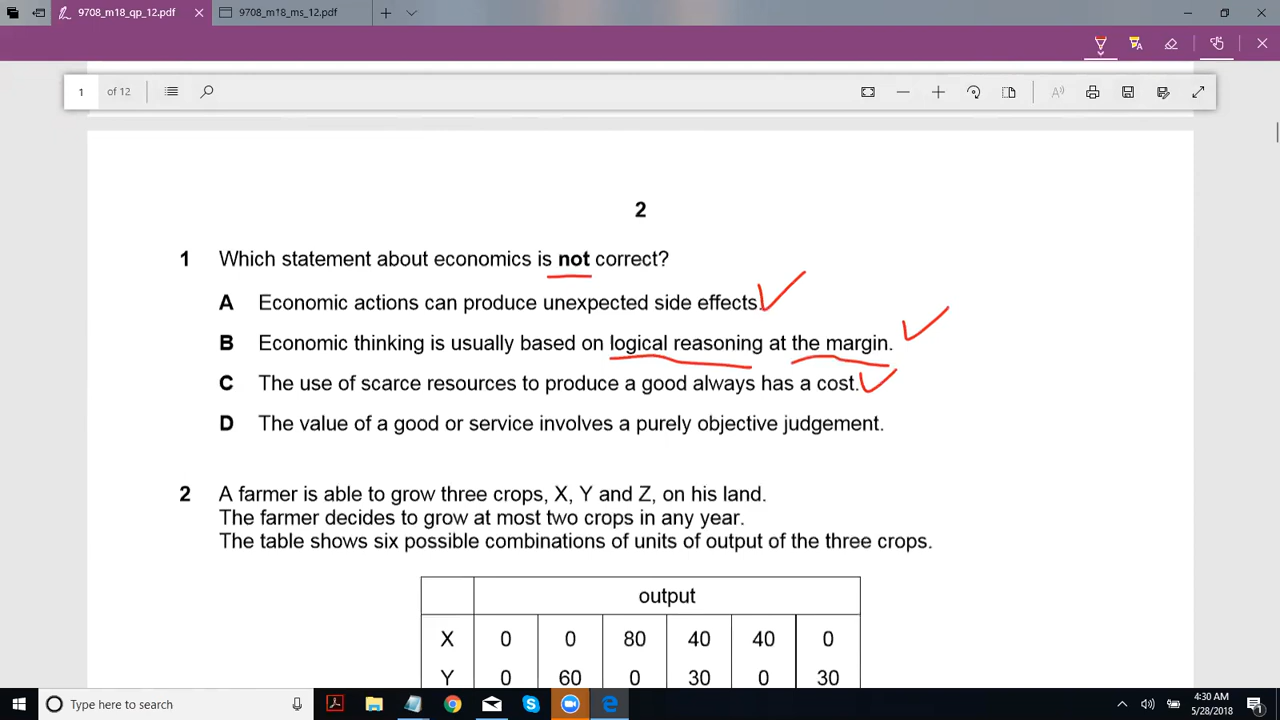 9708_m18_qp_12.pdf
9708_m18_ms_12.pdf
1 of 12
2
1 Which statement about economics is not correct?
A Economic actions can produce unexpected side effects.
B Economic thinking is usually based on logical reasoning at the margin.
C The use of scarce resources to produce a good always has a cost.
D The value of a good or service involves a purely objective judgement.
2 A farmer is able to grow three crops, X, Y and Z, on his land.
The farmer decides to grow at most two crops in any year.
The table shows six possible combinations of units of output of the three crops.
output
X 0 0 80 40 40 0
Y 0 60 0 30 0 30
Type here to search
4:30 AM
5/28/2018